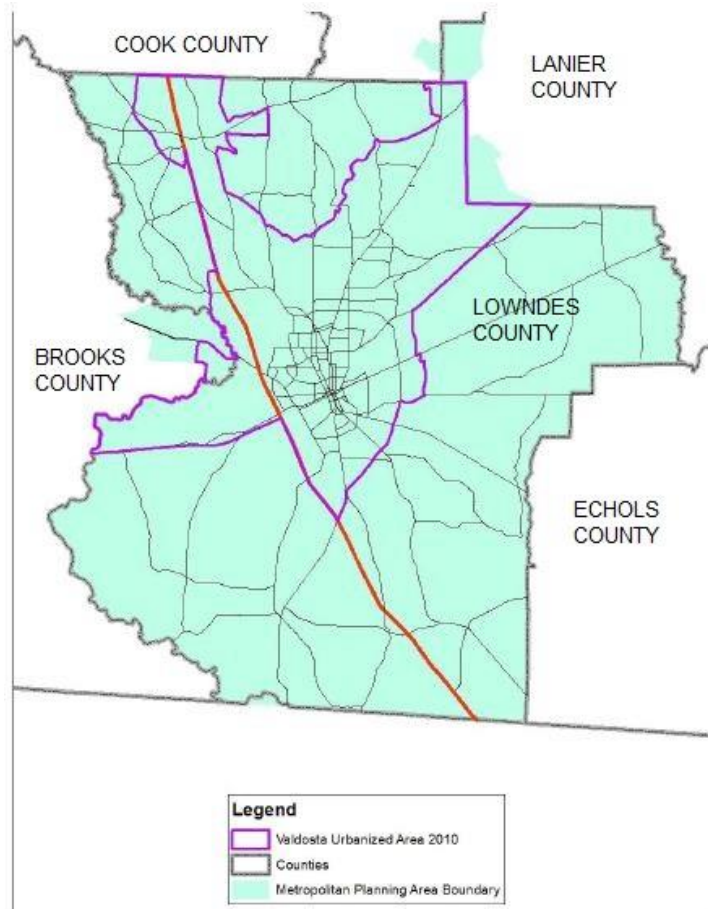 COOK COUNTY
LANIER
COUNTY
LOWNDES
COUNTY
BROOKS
COUNTY
ECHOLS
COUNTY
Legend
Valdosta Urbanized Area 2010
Counties
Metropolitan Planning Area Boundary